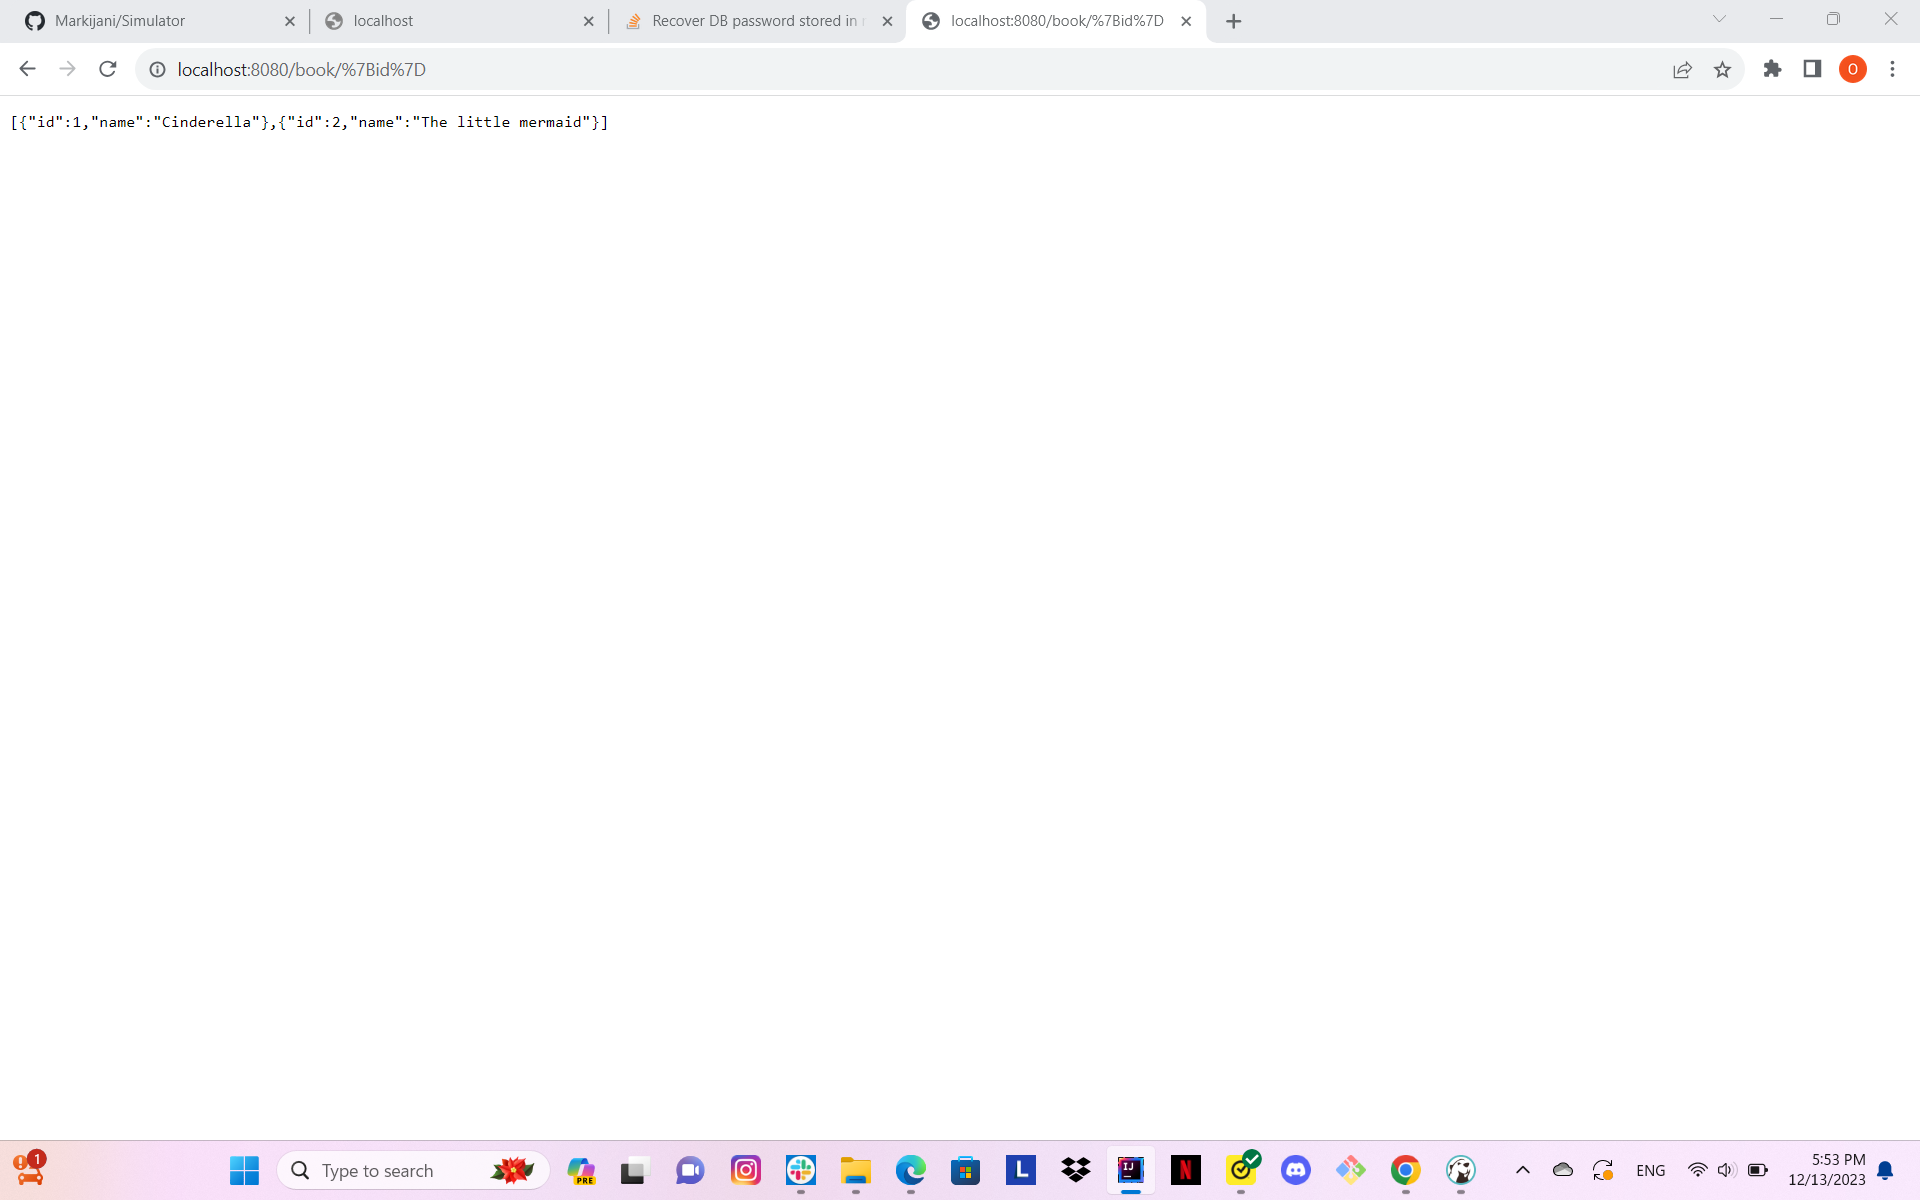 Markijani/Simulator
localhost
Recover DB password stored in
localhost:8080/book/%7Bid%7D
localhost:8080/book/%7Bid%7D
O
[{"id":1,"name":"Cinderella"},{"id":2,"name":"The little mermaid"}]
1
Type to search
PRE
L
IJ
N
ENG
5:53 PM
12/13/2023